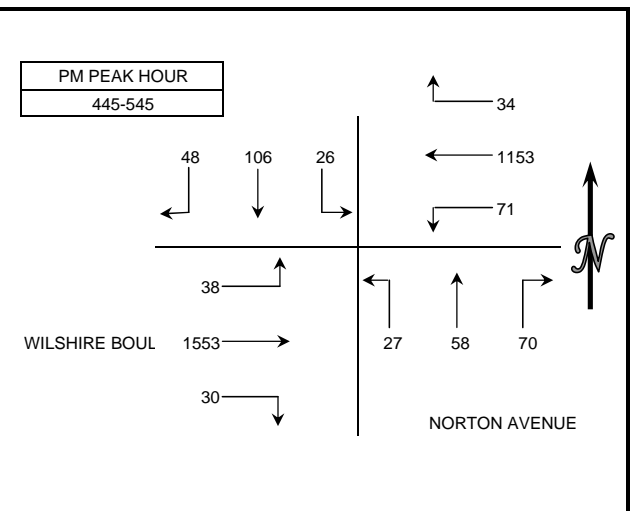 PM PEAK HOUR
445-545
34
48 106 26 1153
71
38
WILSHIRE BOUL 1553 27 58 70
30
NORTON AVENUE
N